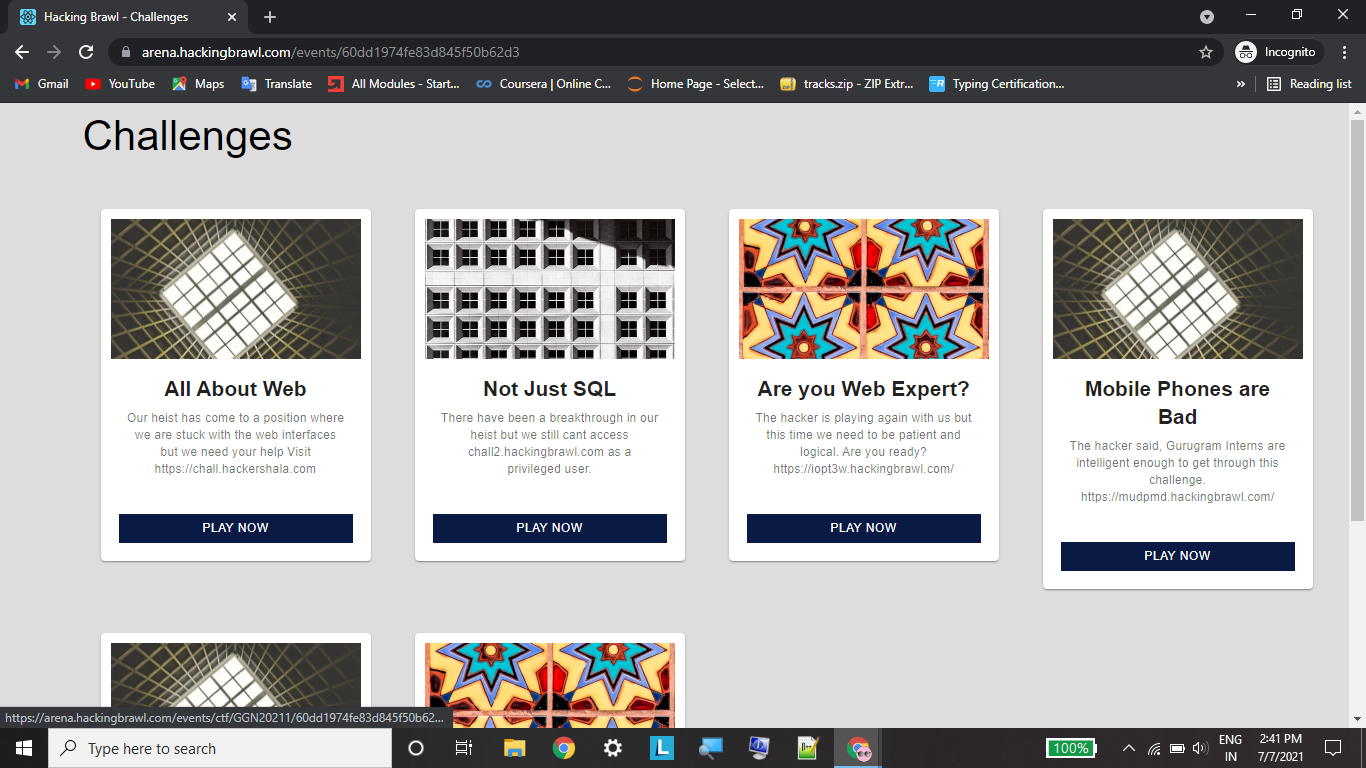 Hacking Brawl - Challenges
arena.hackingbrawl.com/events/60dd1974fe83d845f50b62d3
Incognito
Gmail
YouTube
Maps
Translate
All Modules - Start...
Coursera | Online C...
Home Page - Select...
tracks.zip - ZIP Extr...
Typing Certification...
»
Reading list
Challenges
All About Web
Our heist has come to a position where
we are stuck with the web interfaces
but we need your help Visit
https://chall.hackershala.com
PLAY NOW
Not Just SQL
There have been a breakthrough in our
heist but we still cant access
chall2.hackingbrawl.com as a
privileged user.
PLAY NOW
Are you Web Expert?
The hacker is playing again with us but
this time we need to be patient and
logical. Are you ready?
https://iopt3w.hackingbrawl.com/
PLAY NOW
Mobile Phones are
Bad
The hacker said, Gurugram Interns are
intelligent enough to get through this
challenge.
https://mudpmd.hackingbrawl.com/
PLAY NOW
https://arena.hackingbrawl.com/events/ctf/GGN20211/60dd1974fe83d845f50b62...
Type here to search
L
100%
ENG
IN
2:41 PM
7/7/2021